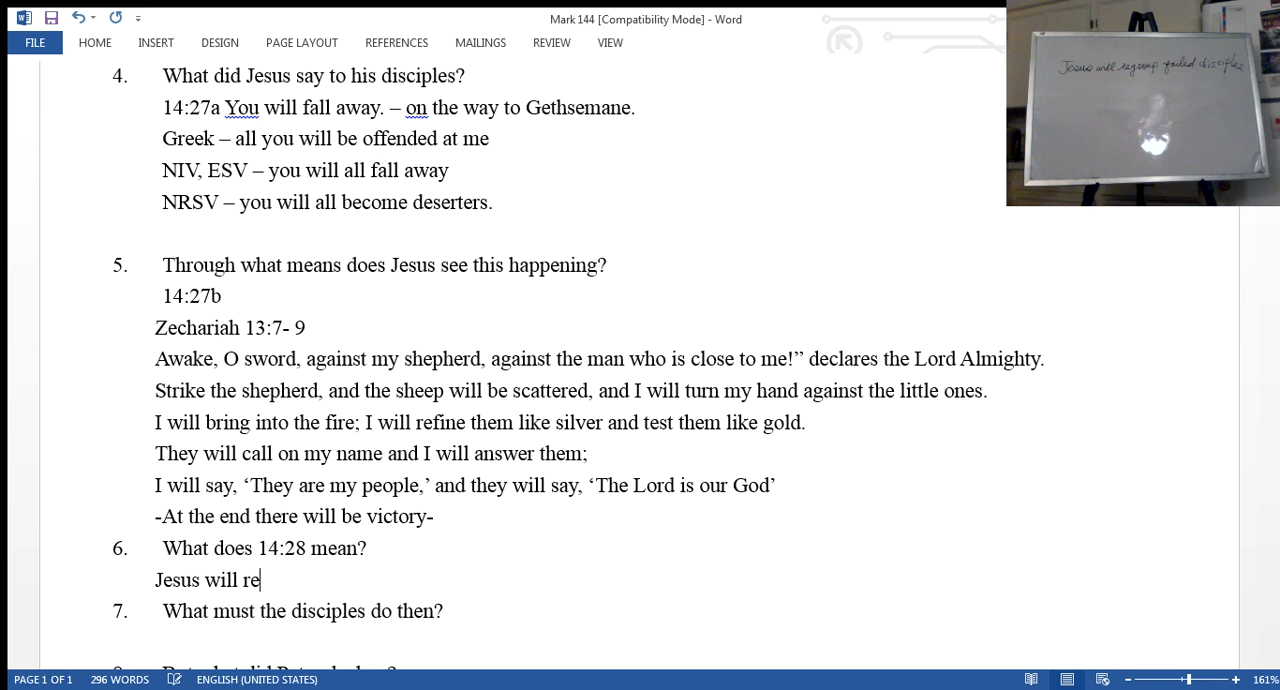 Mark 144 [Compatibility Mode] - Word
FILE HOME INSERT DESIGN PAGE LAYOUT REFERENCES MAILINGS REVIEW VIEW
Jesus will regroup failed disciples
4. What did Jesus say to his disciples?
14:27a You will fall away. – on the way to Gethsemane.
Greek – all you will be offended at me
NIV, ESV – you will all fall away
NRSV – you will all become deserters.
5. Through what means does Jesus see this happening?
14:27b
Zechariah 13:7- 9
Awake, O sword, against my shepherd, against the man who is close to me!” declares the Lord Almighty.
Strike the shepherd, and the sheep will be scattered, and I will turn my hand against the little ones.
I will bring into the fire; I will refine them like silver and test them like gold.
They will call on my name and I will answer them;
I will say, ‘They are my people,’ and they will say, ‘The Lord is our God’
-At the end there will be victory-
6. What does 14:28 mean?
Jesus will re
7. What must the disciples do then?
PAGE 1 OF 1 296 WORDS ENGLISH (UNITED STATES) 161%